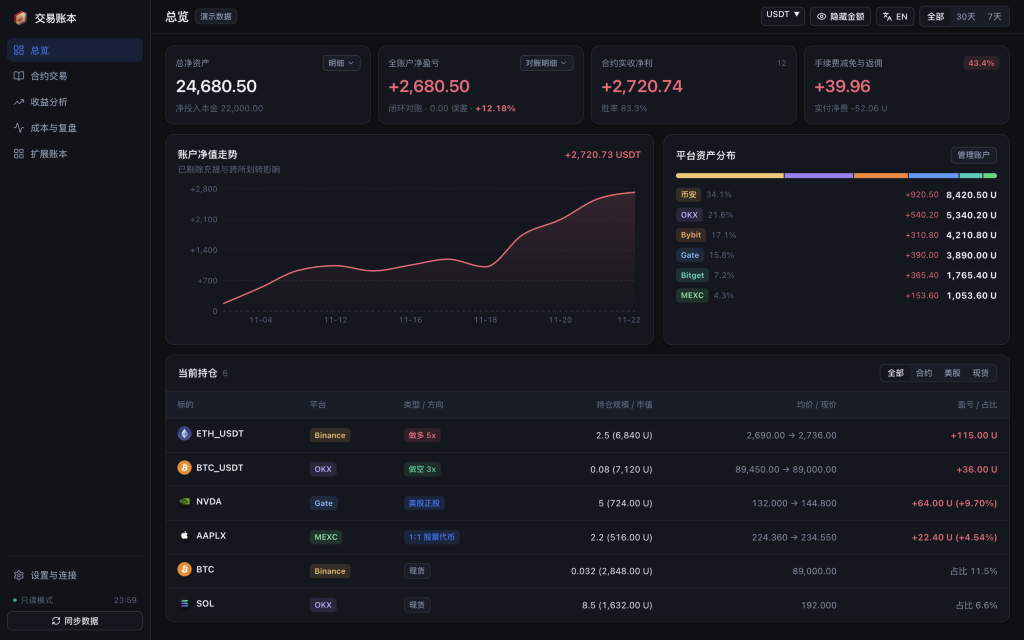 交易账本
总览
合约交易
收益分析
成本与复盘
扩展账本
设置与连接
只读模式 23:59
同步数据
总览 演示数据
USDT ▼ 隐藏金额 EN 全部 30天 7天
总净资产 明细
24,680.50
净投入本金 22,000.00
全账户净盈亏 对账明细
+2,680.50
闭环对账 · 0.00 误差 · +12.18%
合约实收净利 12
+2,720.74
胜率 83.3%
手续费减免与返佣 43.4%
+39.96
实付净费 -52.06 U
账户净值走势 +2,720.73 USDT
已剔除充提与跨所划转影响
+2,800
+2,100
+1,400
+700
0
11-04 11-12 11-16 11-18 11-20 11-22
平台资产分布 管理账户
币安 34.1% +920.50 8,420.50 U
OKX 21.6% +540.20 5,340.20 U
Bybit 17.1% +310.80 4,210.80 U
Gate 15.8% +390.00 3,890.00 U
Bitget 7.2% +365.40 1,765.40 U
MEXC 4.3% +153.60 1,053.60 U
当前持仓 6 全部 合约 美股 现货
标的 平台 类型 / 方向 持仓规模 / 市值 均价 / 现价 盈亏 / 占比
ETH_USDT Binance 做多 5x 2.5 (6,840 U) 2,690.00 → 2,736.00 +115.00 U
BTC_USDT OKX 做空 3x 0.08 (7,120 U) 89,450.00 → 89,000.00 +36.00 U
NVDA Gate 美股正股 5 (724.00 U) 132.000 → 144.800 +64.00 U (+9.70%)
AAPLX MEXC 1:1 股票代币 2.2 (516.00 U) 224.360 → 234.550 +22.40 U (+4.54%)
BTC Binance 现货 0.032 (2,848.00 U) 89,000.00 占比 11.5%
SOL OKX 现货 8.5 (1,632.00 U) 192.000 占比 6.6%